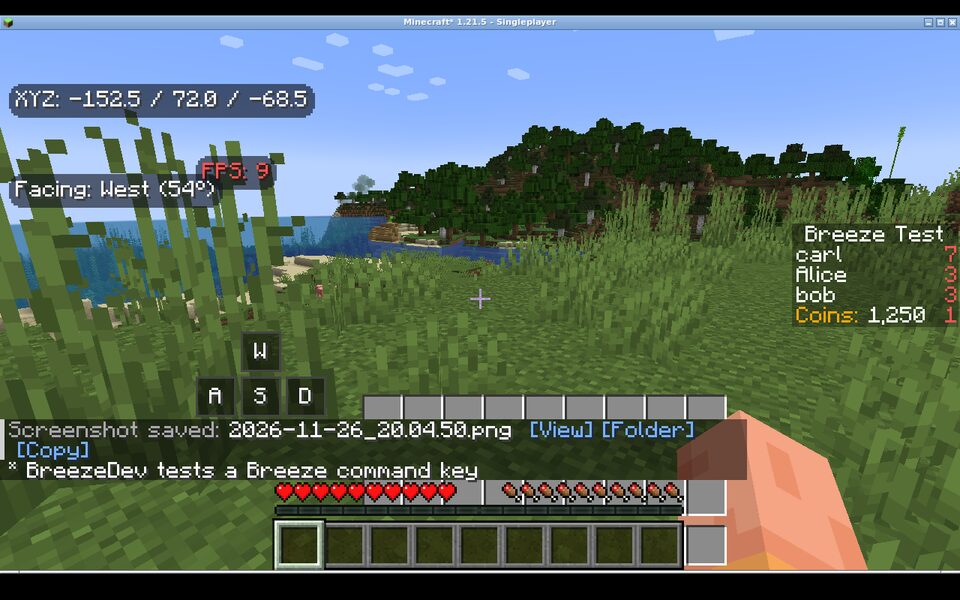 Minecraft* 1.21.5 - Singleplayer
XYZ: -152.5 / 72.0 / -68.5
FPS: 9
Facing: West (54°)
Breeze Test
carl 7
Alice 3
bob 3
Coins: 1,250 1
W
A S D
Screenshot saved: 2026-11-26_20.04.50.png [View] [Folder]
[Copy]
* BreezeDev tests a Breeze command key